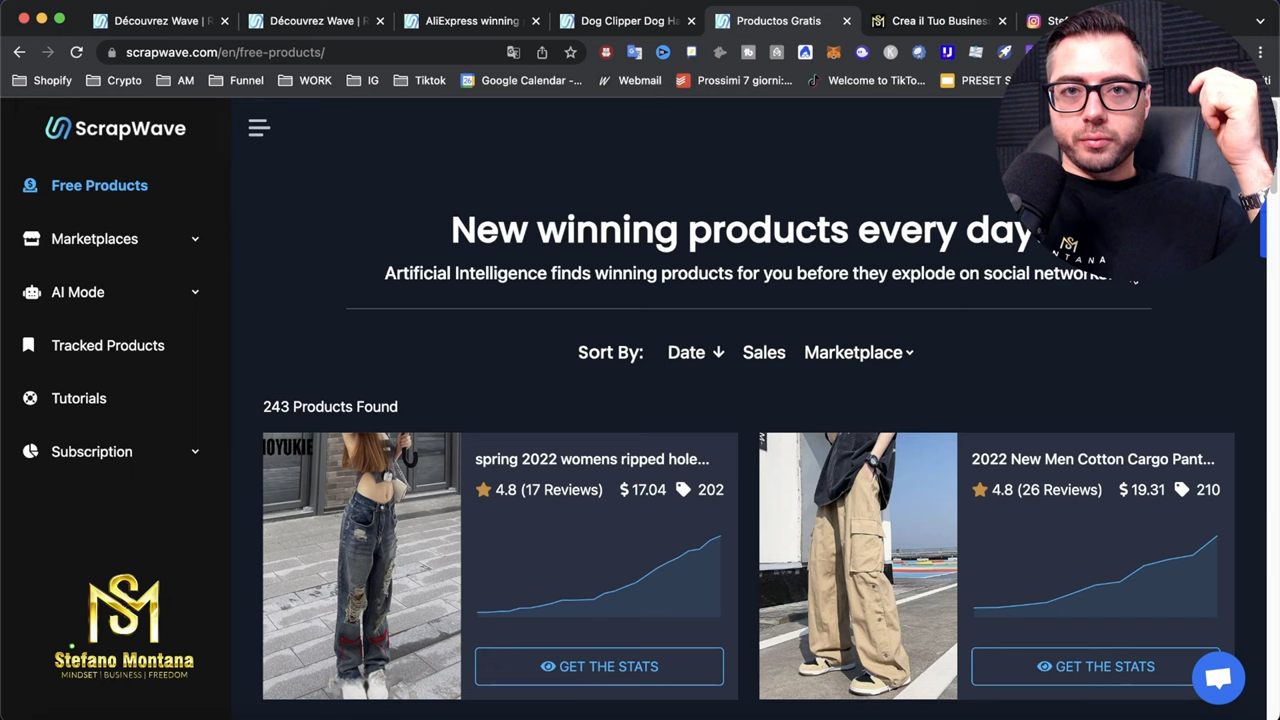 Découvrez Wave | R
Découvrez Wave | R
AliExpress winning
Dog Clipper Dog Ha
Productos Gratis
Crea il Tuo Business
scrapwave.com/en/free-products/
Shopify
Crypto
AM
Funnel
WORK
IG
Tiktok
Google Calendar -...
Webmail
Prossimi 7 giorni:...
Welcome to TikTo...
PRESET S
ScrapWave
Free Products
Marketplaces
AI Mode
Tracked Products
Tutorials
Subscription
SM
Stefano Montana
MINDSET | BUSINESS | FREEDOM
New winning products every day
Artificial Intelligence finds winning products for you before they explode on social networks.
Sort By: Date Sales Marketplace
243 Products Found
spring 2022 womens ripped hole...
4.8 (17 Reviews) $ 17.04 202
GET THE STATS
2022 New Men Cotton Cargo Pant...
4.8 (26 Reviews) $ 19.31 210
GET THE STATS